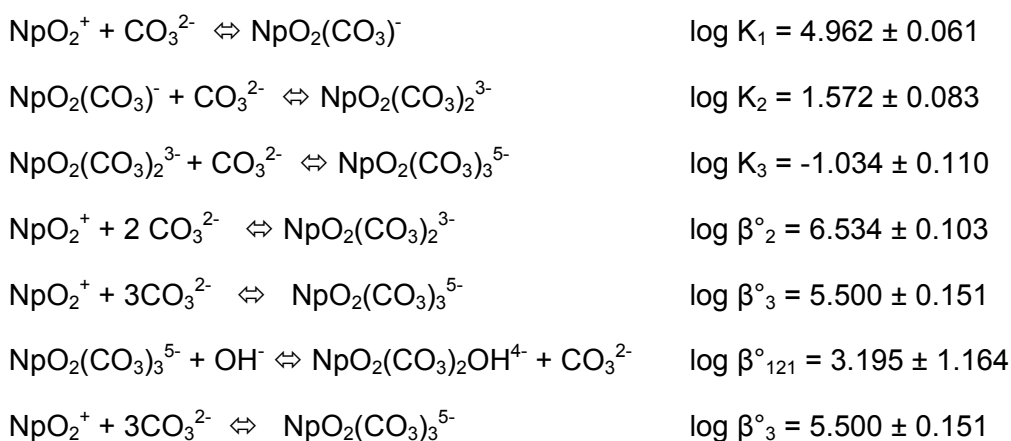 NpO₂⁺ + CO₃²⁻ ⇔ NpO₂(CO₃)⁻ log K₁ = 4.962 ± 0.061
NpO₂(CO₃)⁻ + CO₃²⁻ ⇔ NpO₂(CO₃)₂³⁻ log K₂ = 1.572 ± 0.083
NpO₂(CO₃)₂³⁻ + CO₃²⁻ ⇔ NpO₂(CO₃)₃⁵⁻ log K₃ = -1.034 ± 0.110
NpO₂⁺ + 2 CO₃²⁻ ⇔ NpO₂(CO₃)₂³⁻ log β°₂ = 6.534 ± 0.103
NpO₂⁺ + 3CO₃²⁻ ⇔ NpO₂(CO₃)₃⁵⁻ log β°₃ = 5.500 ± 0.151
NpO₂(CO₃)₃⁵⁻ + OH⁻ ⇔ NpO₂(CO₃)₂OH⁴⁻ + CO₃²⁻ log β°₁₂₁ = 3.195 ± 1.164
NpO₂⁺ + 3CO₃²⁻ ⇔ NpO₂(CO₃)₃⁵⁻ log β°₃ = 5.500 ± 0.151